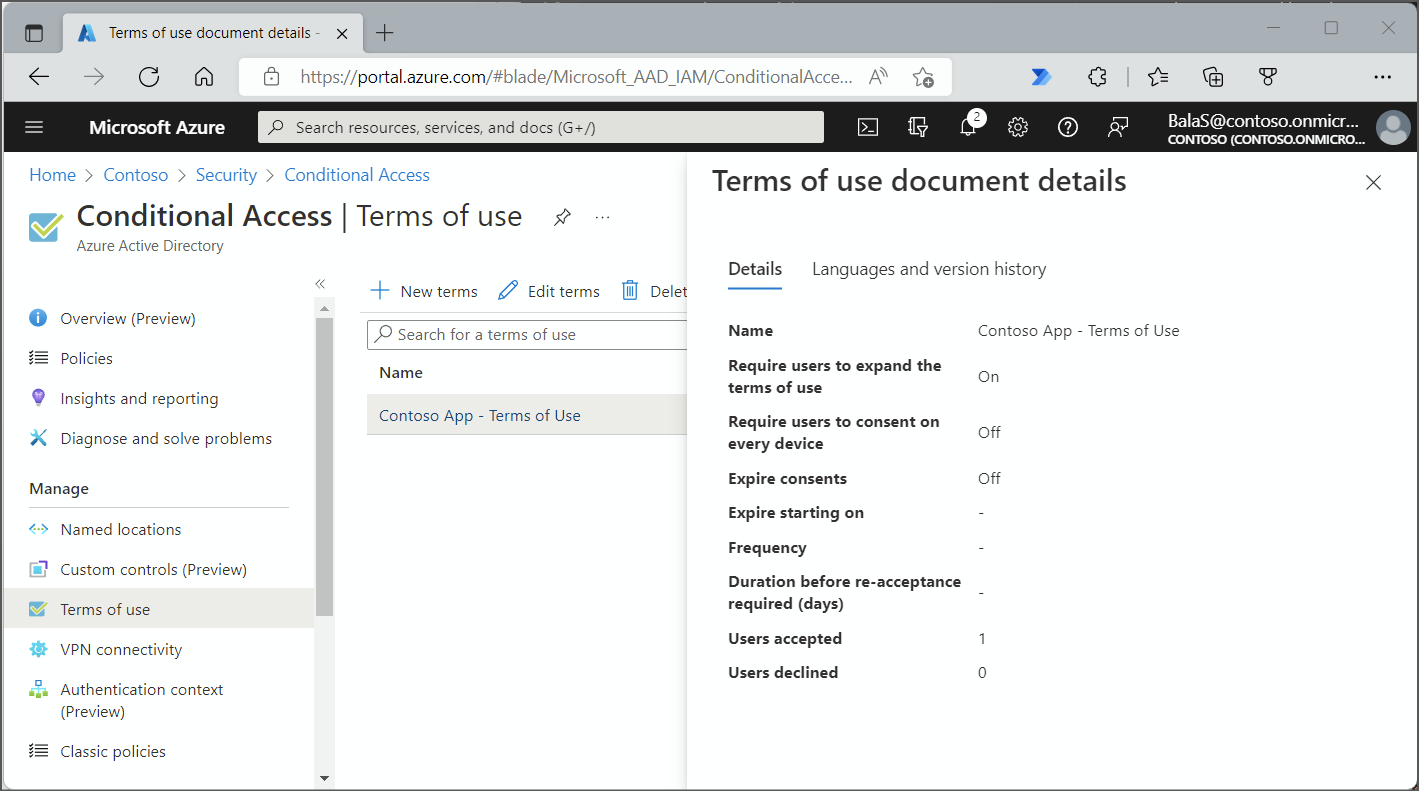 Terms of use document details -
https://portal.azure.com/#blade/Microsoft_AAD_IAM/ConditionalAcce...
Microsoft Azure
Search resources, services, and docs (G+/)
2
BalaS@contoso.onmicr...
CONTOSO (CONTOSO.ONMICRO...
Home > Contoso > Security > Conditional Access
Conditional Access | Terms of use
Azure Active Directory
Overview (Preview)
Policies
Insights and reporting
Diagnose and solve problems
Manage
Named locations
Custom controls (Preview)
Terms of use
VPN connectivity
Authentication context
(Preview)
Classic policies
New terms Edit terms Delet
Search for a terms of use
Name
Contoso App - Terms of Use
Terms of use document details
Details Languages and version history
Name Contoso App - Terms of Use
Require users to expand the
terms of use On
Require users to consent on
every device Off
Expire consents Off
Expire starting on -
Frequency -
Duration before re-acceptance
required (days) -
Users accepted 1
Users declined 0